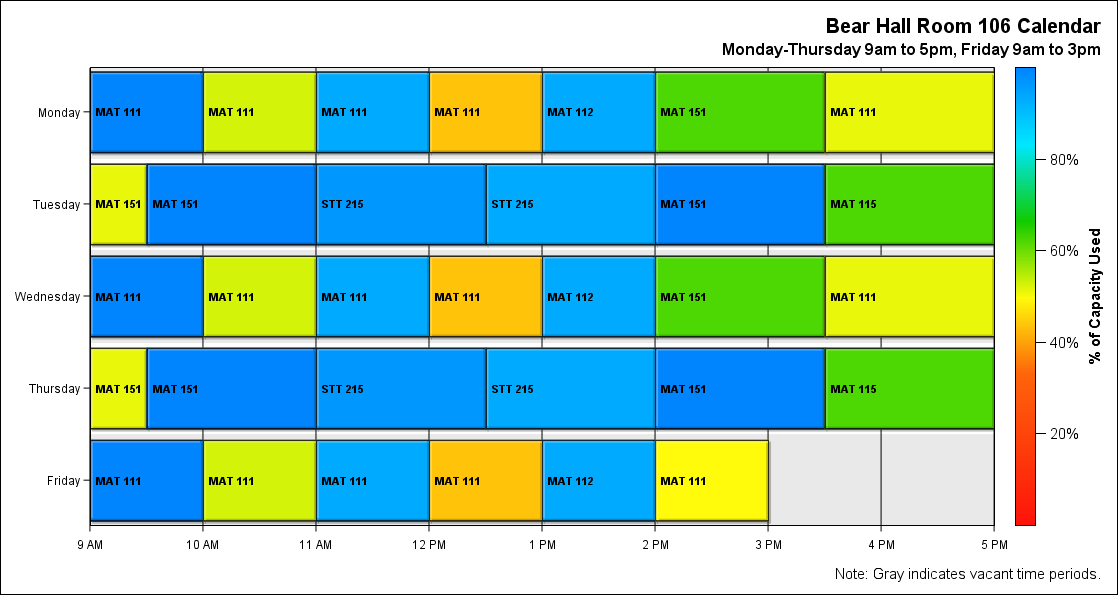 Bear Hall Room 106 Calendar
Monday-Thursday 9am to 5pm, Friday 9am to 3pm
Monday MAT 111 MAT 111 MAT 111 MAT 111 MAT 112 MAT 151 MAT 111
80%
Tuesday MAT 151 MAT 151 STT 215 STT 215 MAT 151 MAT 115
60%
Wednesday MAT 111 MAT 111 MAT 111 MAT 111 MAT 112 MAT 151 MAT 111
% of Capacity Used
40%
Thursday MAT 151 MAT 151 STT 215 STT 215 MAT 151 MAT 115
20%
Friday MAT 111 MAT 111 MAT 111 MAT 111 MAT 112 MAT 111
9 AM 10 AM 11 AM 12 PM 1 PM 2 PM 3 PM 4 PM 5 PM
Note: Gray indicates vacant time periods.